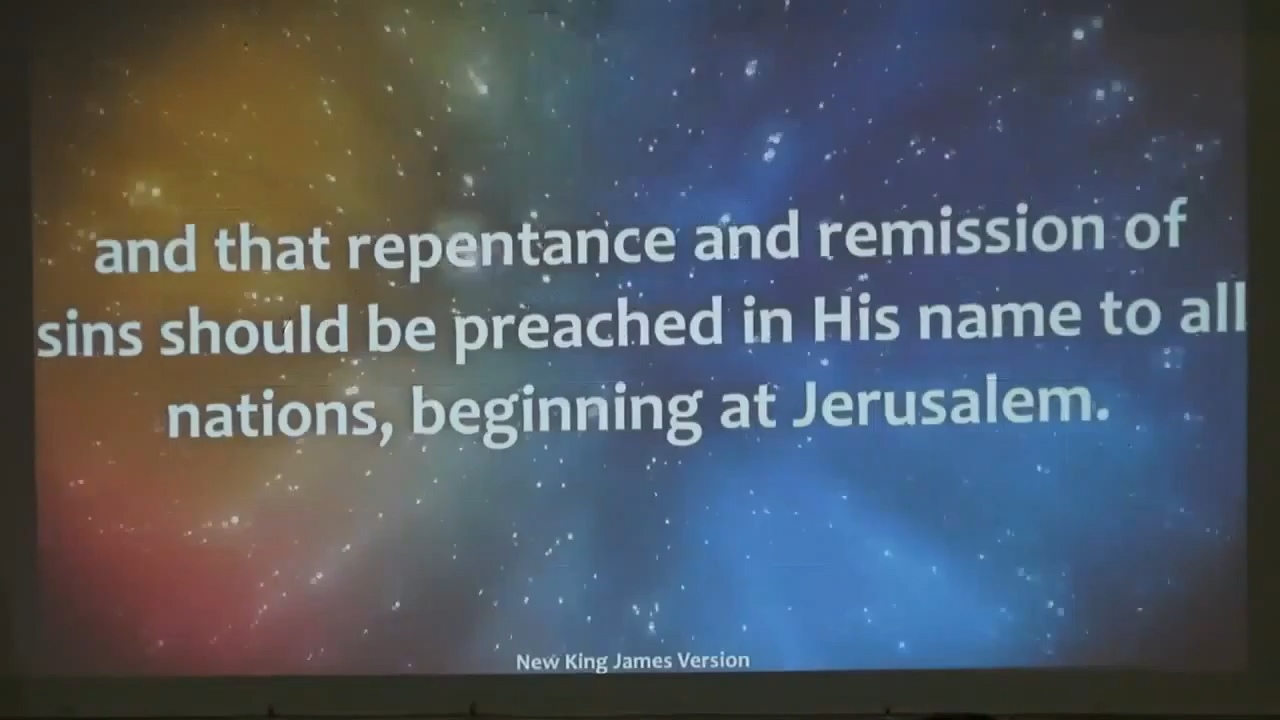 and that repentance and remission of
sins should be preached in His name to all
nations, beginning at Jerusalem.
New King James Version